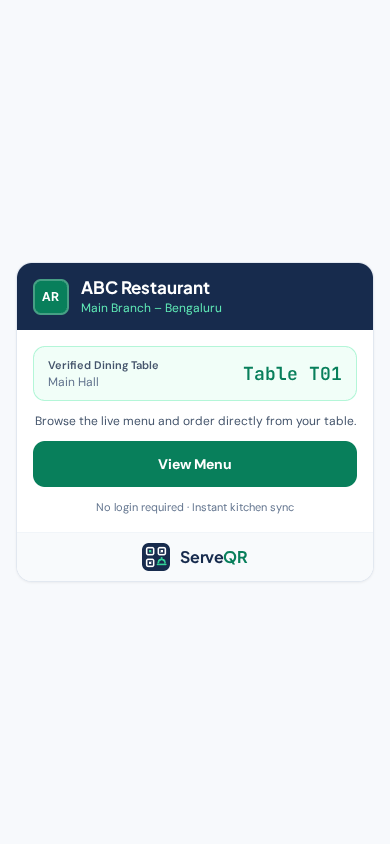 AR
ABC Restaurant
Main Branch – Bengaluru
Verified Dining Table
Main Hall
Table T01
Browse the live menu and order directly from your table.
View Menu
No login required · Instant kitchen sync
ServeQR